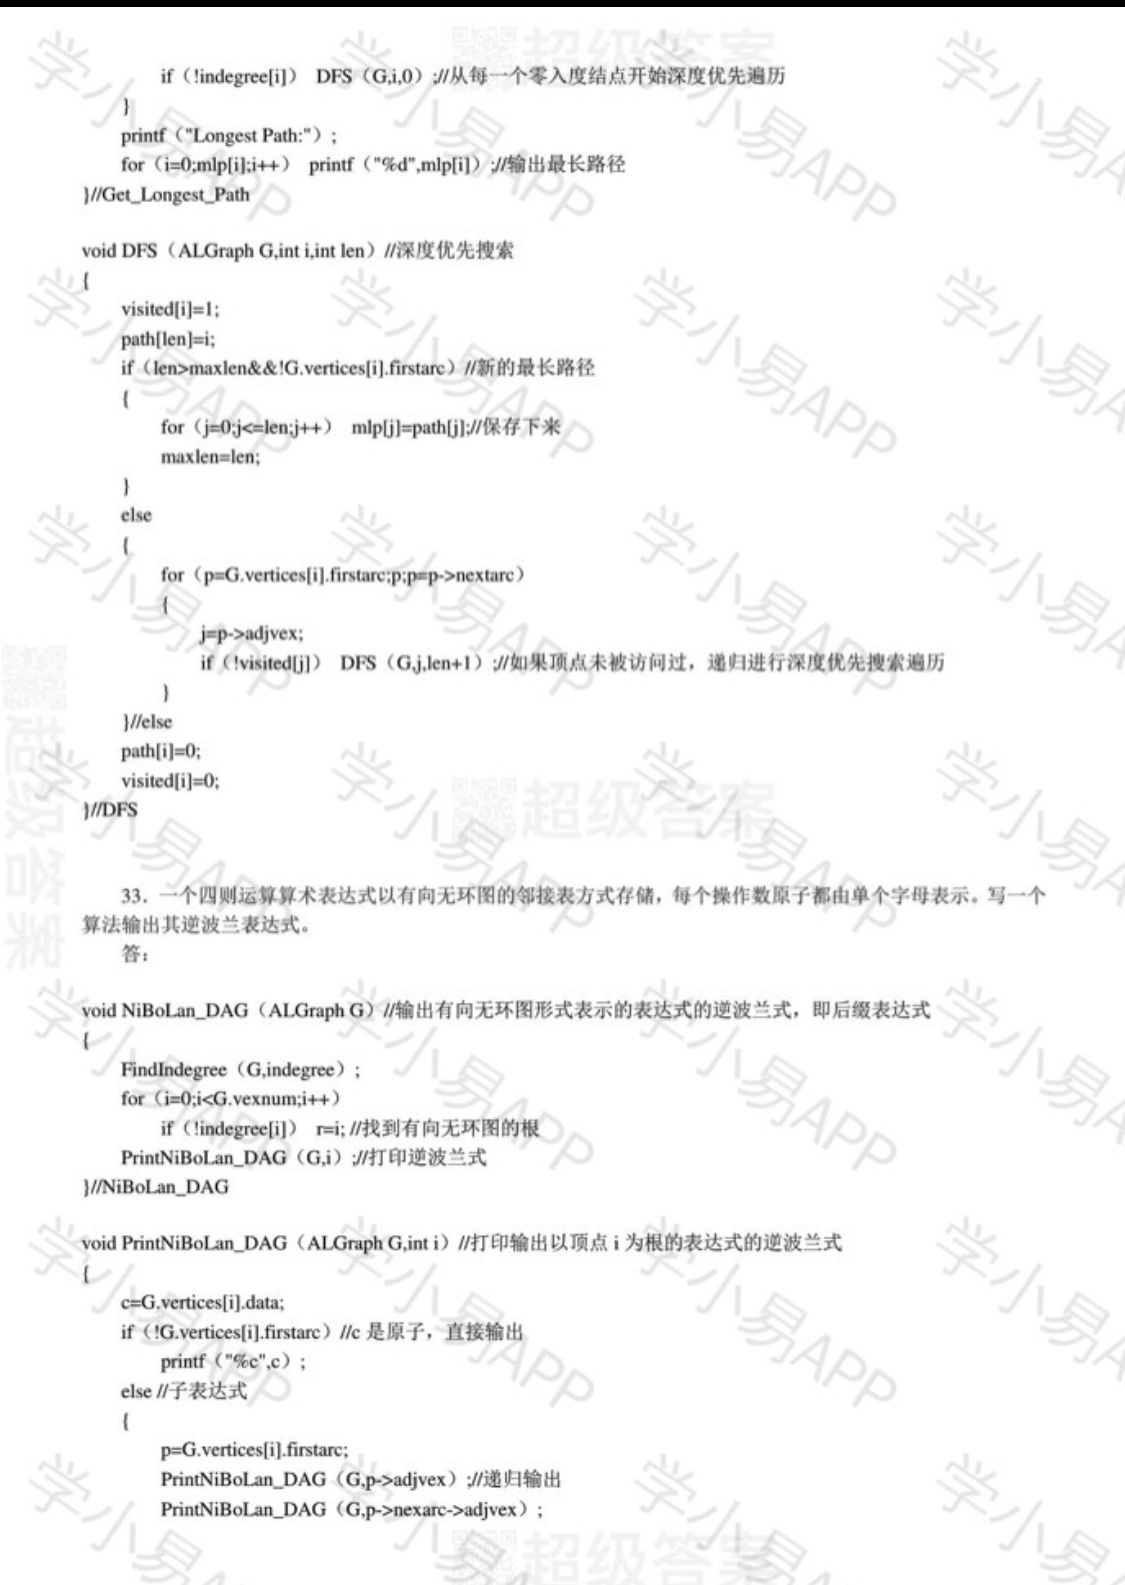 if（!indegree[i]） DFS（G,i,0）;//从每一个零入度结点开始深度优先遍历
}
printf（"Longest Path:"）;
for（i=0;mlp[i];i++） printf（"%d",mlp[i]）;//输出最长路径
}//Get_Longest_Path
void DFS（ALGraph G,int i,int len）//深度优先搜索
{
visited[i]=1;
path[len]=i;
if（len>maxlen&&!G.vertices[i].firstarc）//新的最长路径
{
for（j=0;j<=len;j++） mlp[j]=path[j];//保存下来
maxlen=len;
}
else
{
for（p=G.vertices[i].firstarc;p;p=p->nextarc）
{
j=p->adjvex;
if（!visited[j]） DFS（G,j,len+1）;//如果顶点未被访问过，递归进行深度优先搜索遍历
}
}//else
path[i]=0;
visited[i]=0;
}//DFS
33．一个四则运算算术表达式以有向无环图的邻接表方式存储，每个操作数原子都由单个字母表示。写一个
算法输出其逆波兰表达式。
答：
void NiBoLan_DAG（ALGraph G）//输出有向无环图形式表示的表达式的逆波兰式，即后缀表达式
{
FindIndegree（G,indegree）;
for（i=0;i<G.vexnum;i++）
if（!indegree[i]） r=i; //找到有向无环图的根
PrintNiBoLan_DAG（G,i）;//打印逆波兰式
}//NiBoLan_DAG
void PrintNiBoLan_DAG（ALGraph G,int i）//打印输出以顶点 i 为根的表达式的逆波兰式
{
c=G.vertices[i].data;
if（!G.vertices[i].firstarc）//c 是原子，直接输出
printf（"%c",c）;
else //子表达式
{
p=G.vertices[i].firstarc;
PrintNiBoLan_DAG（G,p->adjvex）;//递归输出
PrintNiBoLan_DAG（G,p->nexarc->adjvex）;
学小易APP
超级答案